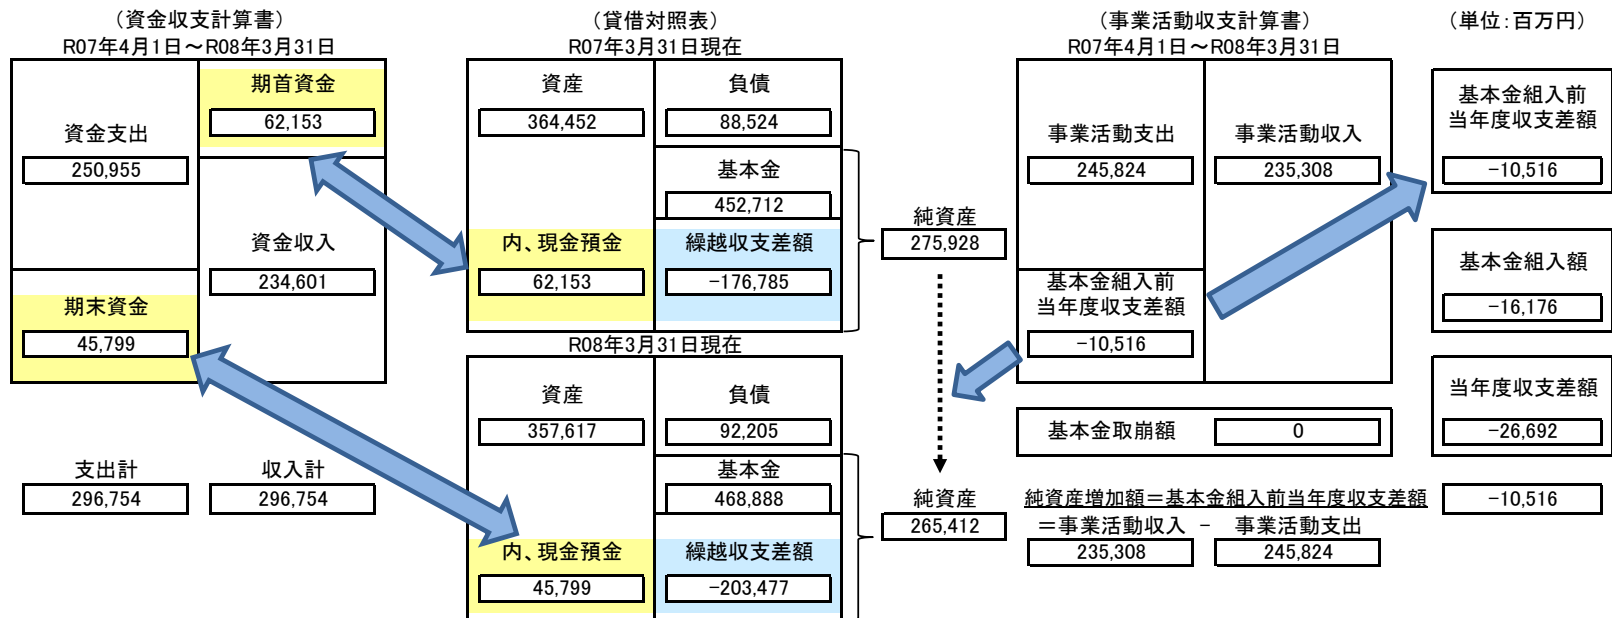 （資金収支計算書）
R07年4月1日～R08年3月31日
期首資金
62,153
資金支出
250,955
資金収入
234,601
期末資金
45,799
支出計
296,754
収入計
296,754
（貸借対照表）
R07年3月31日現在
資産
364,452
負債
88,524
基本金
452,712
内、現金預金
62,153
繰越収支差額
−176,785
純資産
275,928
R08年3月31日現在
資産
357,617
負債
92,205
基本金
468,888
内、現金預金
45,799
繰越収支差額
−203,477
純資産
265,412
（事業活動収支計算書）
R07年4月1日～R08年3月31日
事業活動支出
245,824
事業活動収入
235,308
基本金組入前
当年度収支差額
−10,516
基本金取崩額
0
純資産増加額＝基本金組入前当年度収支差額
−10,516
＝事業活動収入 － 事業活動支出
235,308
245,824
（単位：百万円）
基本金組入前
当年度収支差額
−10,516
基本金組入額
−16,176
当年度収支差額
−26,692